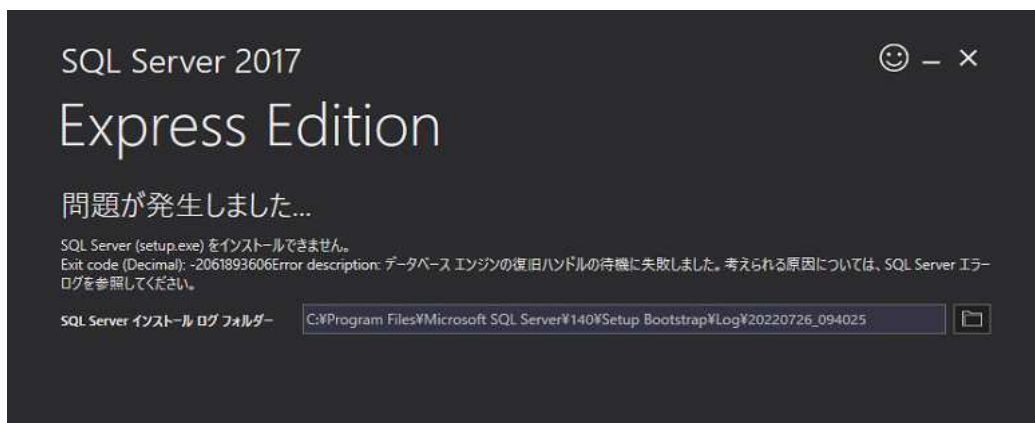 SQL Server 2017
Express Edition
問題が発生しました...
SQL Server (setup.exe) をインストールできません。
Exit code (Decimal): -2061893606Error description: データベース エンジンの復旧ハンドルの待機に失敗しました。考えられる原因については、SQL Server エラー
ログを参照してください。
SQL Server インストール ログ フォルダー C:¥Program Files¥Microsoft SQL Server¥140¥Setup Bootstrap¥Log¥20220726_094025